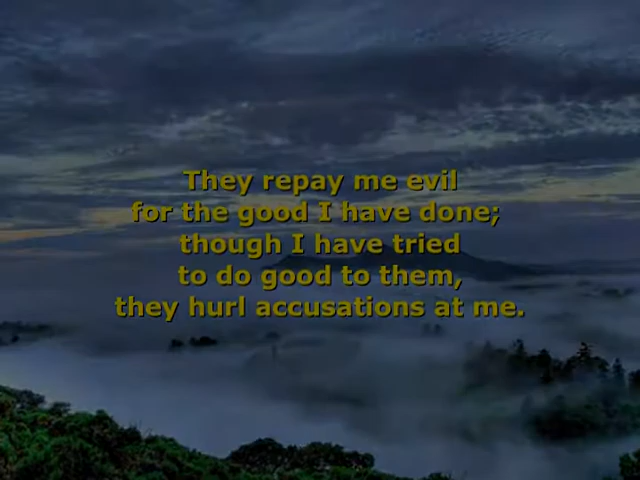 They repay me evil
for the good I have done;
though I have tried
to do good to them,
they hurl accusations at me.